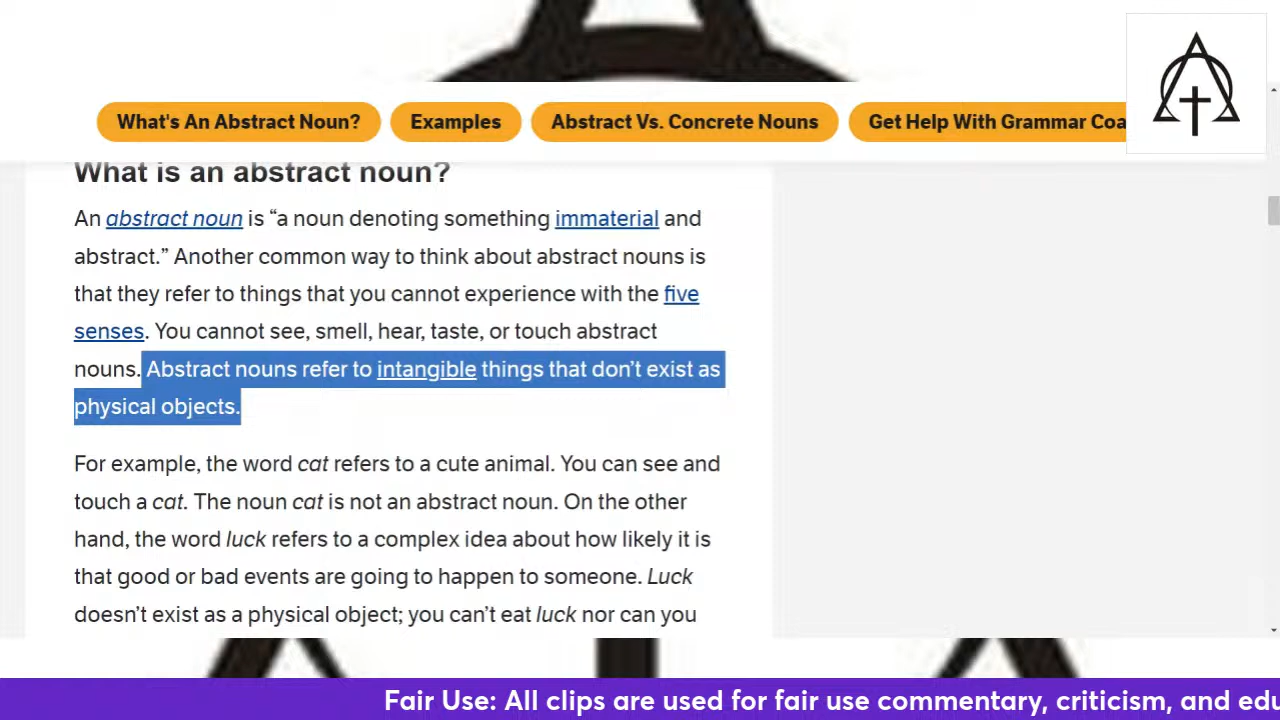 What's An Abstract Noun? Examples Abstract Vs. Concrete Nouns Get Help With Grammar Coa
What is an abstract noun?
An abstract noun is “a noun denoting something immaterial and
abstract.” Another common way to think about abstract nouns is
that they refer to things that you cannot experience with the five
senses. You cannot see, smell, hear, taste, or touch abstract
nouns. Abstract nouns refer to intangible things that don’t exist as
physical objects.
For example, the word cat refers to a cute animal. You can see and
touch a cat. The noun cat is not an abstract noun. On the other
hand, the word luck refers to a complex idea about how likely it is
that good or bad events are going to happen to someone. Luck
doesn’t exist as a physical object; you can’t eat luck nor can you
Fair Use: All clips are used for fair use commentary, criticism, and edu